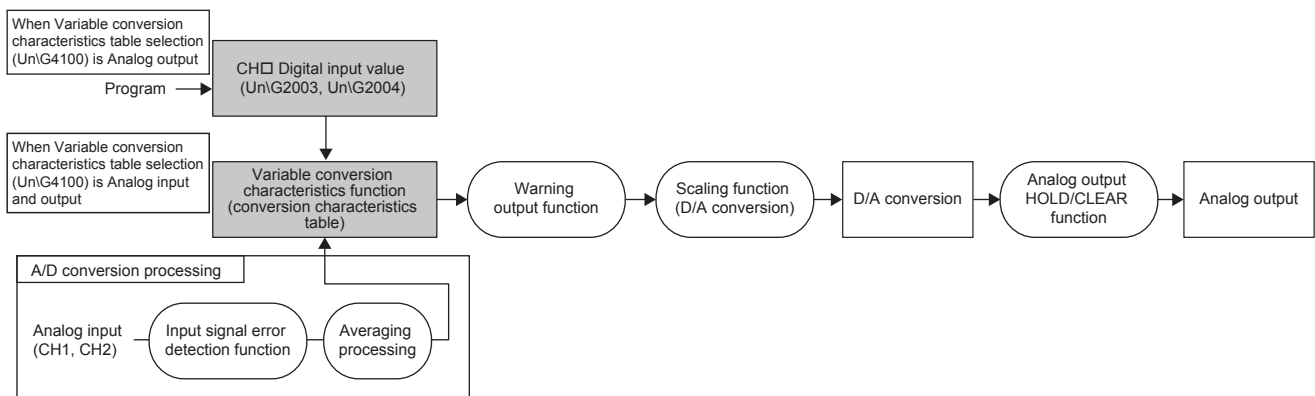 When Variable conversion
characteristics table selection
(Un\G4100) is Analog output
Program
CH□ Digital input value
(Un\G2003, Un\G2004)
When Variable conversion
characteristics table selection
(Un\G4100) is Analog input
and output
Variable conversion
characteristics function
(conversion characteristics
table)
Warning
output function
Scaling function
(D/A conversion)
D/A conversion
Analog output
HOLD/CLEAR
function
Analog output
A/D conversion processing
Analog input
(CH1, CH2)
Input signal error
detection function
Averaging
processing